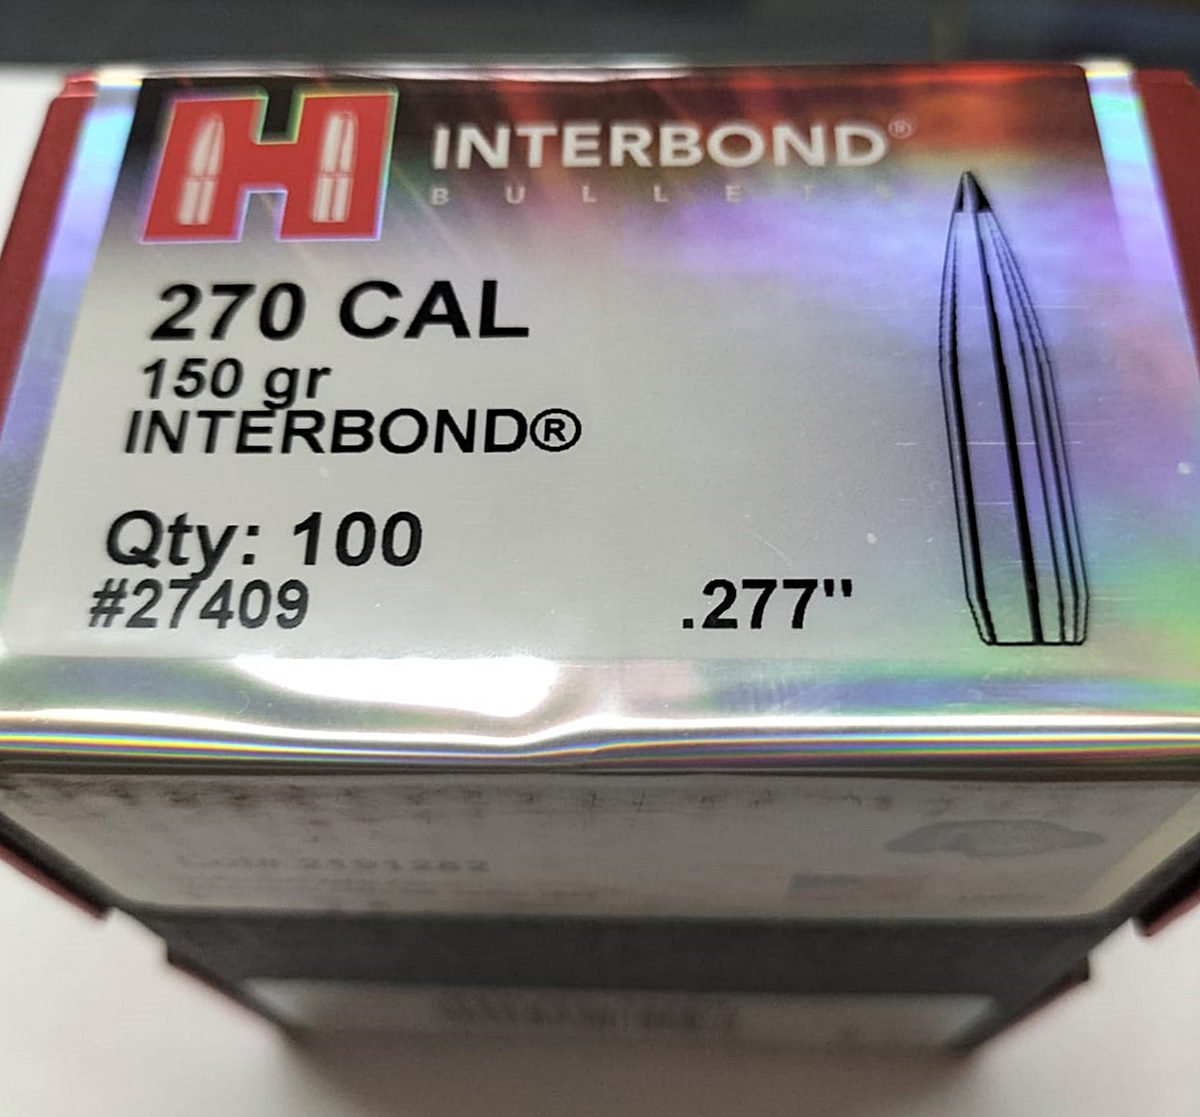 H INTERBOND®
BULLETS
270 CAL
150 gr
INTERBOND®
Qty: 100
#27409
.277"